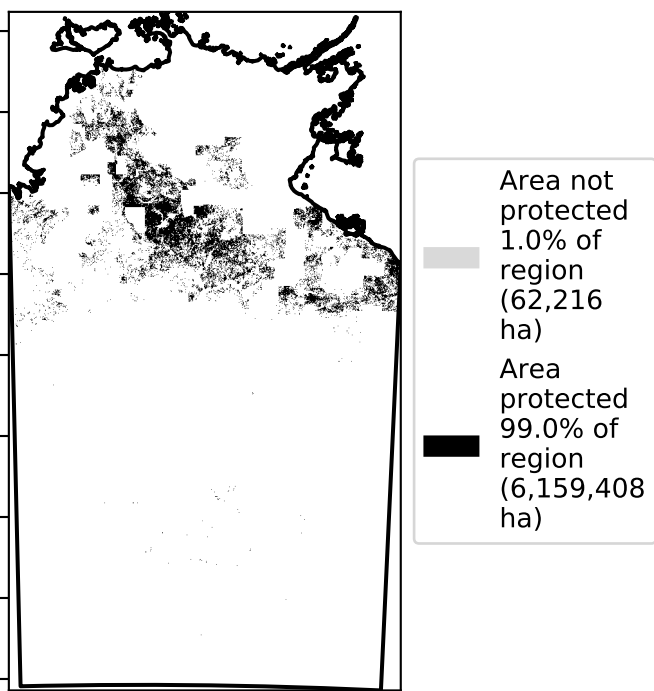 Area not
protected
1.0% of
region
(62,216
ha)
Area
protected
99.0% of
region
(6,159,408
ha)